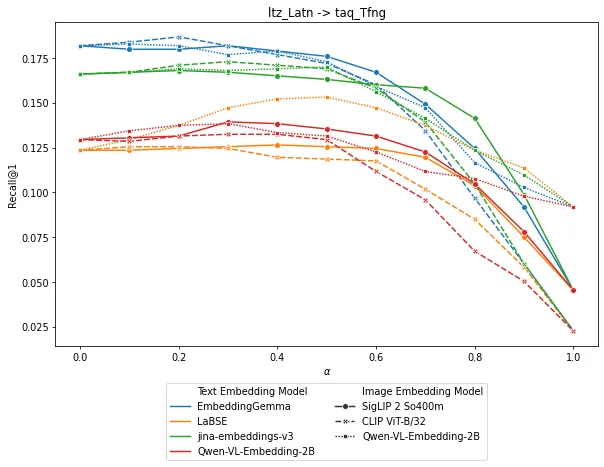 ltz_Latn -> taq_Tfng
Recall@1
0.175
0.150
0.125
0.100
0.075
0.050
0.025
0.0 0.2 0.4 0.6 0.8 1.0
α
Text Embedding Model
EmbeddingGemma
LaBSE
jina-embeddings-v3
Qwen-VL-Embedding-2B
Image Embedding Model
SigLIP 2 So400m
CLIP ViT-B/32
Qwen-VL-Embedding-2B